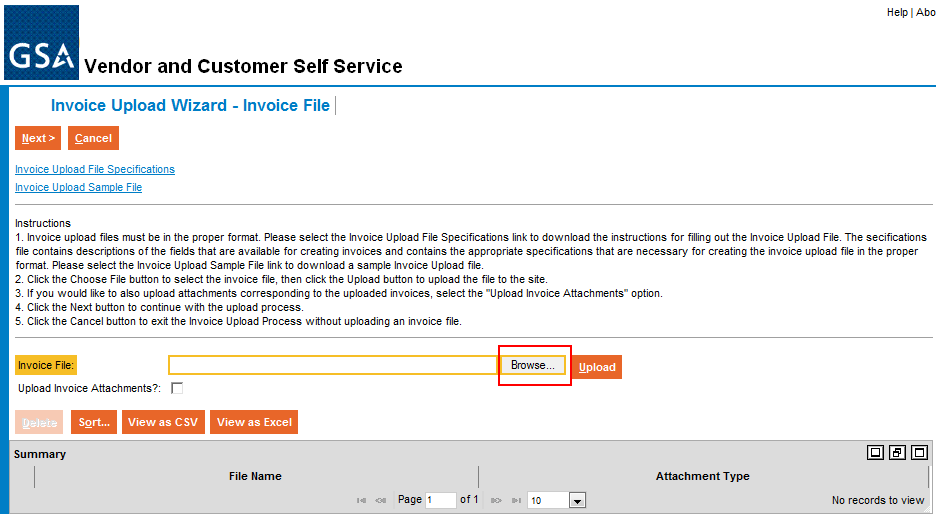 Help | Abo
GSA
Vendor and Customer Self Service
Invoice Upload Wizard - Invoice File
Next > Cancel
Invoice Upload File Specifications
Invoice Upload Sample File
Instructions
1. Invoice upload files must be in the proper format. Please select the Invoice Upload File Specifications link to download the instructions for filling out the Invoice Upload File. The secifications
file contains descriptions of the fields that are available for creating invoices and contains the appropriate specifications that are necessary for creating the invoice upload file in the proper
format. Please select the Invoice Upload Sample File link to download a sample Invoice Upload file.
2. Click the Choose File button to select the invoice file, then click the Upload button to upload the file to the site.
3. If you would like to also upload attachments corresponding to the uploaded invoices, select the "Upload Invoice Attachments" option.
4. Click the Next button to continue with the upload process.
5. Click the Cancel button to exit the Invoice Upload Process without uploading an invoice file.
Invoice File: Browse... Upload
Upload Invoice Attachments?:
Delete Sort... View as CSV View as Excel
Summary
File Name Attachment Type
Page 1 of 1 10 No records to view